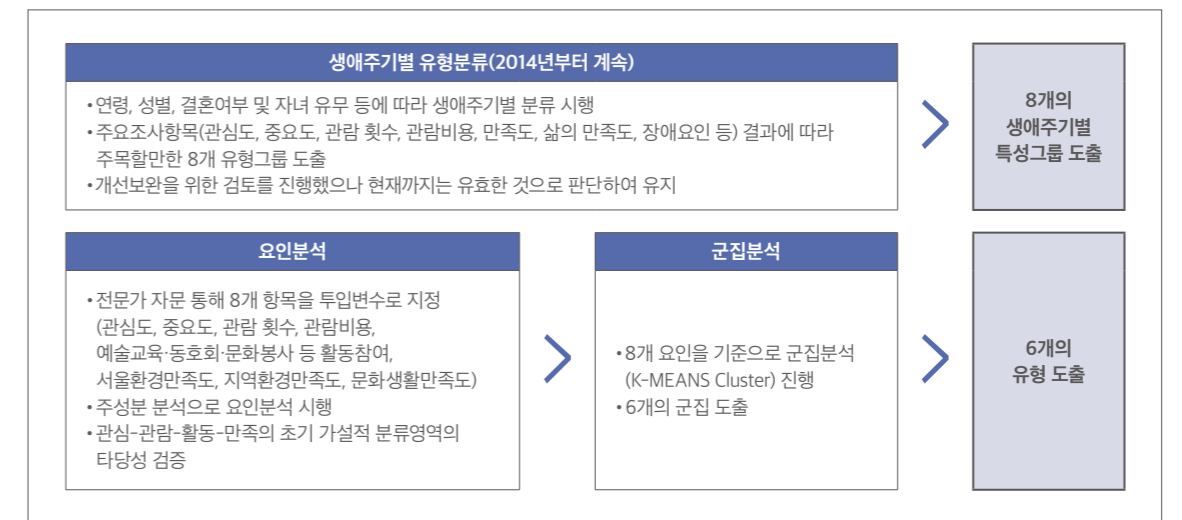 생애주기별 유형분류(2014년부터 계속)
•연령, 성별, 결혼여부 및 자녀 유무 등에 따라 생애주기별 분류 시행
•주요조사항목(관심도, 중요도, 관람 횟수, 관람비용, 만족도, 삶의 만족도, 장애요인 등) 결과에 따라
주목할만한 8개 유형그룹 도출
•개선보완을 위한 검토를 진행했으나 현재까지는 유효한 것으로 판단하여 유지
8개의
생애주기별
특성그룹 도출
요인분석
•전문가 자문 통해 8개 항목을 투입변수로 지정
(관심도, 중요도, 관람 횟수, 관람비용,
예술교육·동호회·문화봉사 등 활동참여,
서울환경만족도, 지역환경만족도, 문화생활만족도)
•주성분 분석으로 요인분석 시행
•관심-관람-활동-만족의 초기 가설적 분류영역의
타당성 검증
군집분석
•8개 요인을 기준으로 군집분석
(K-MEANS Cluster) 진행
•6개의 군집 도출
6개의
유형 도출